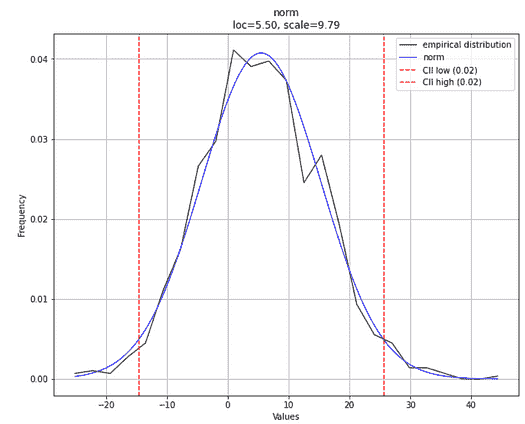 norm
loc=5.50, scale=9.79
empirical distribution
norm
CII low (0.02)
CII high (0.02)
0.04
0.03
0.02
0.01
0.00
Frequency
−20
−10
0
10
20
30
40
Values